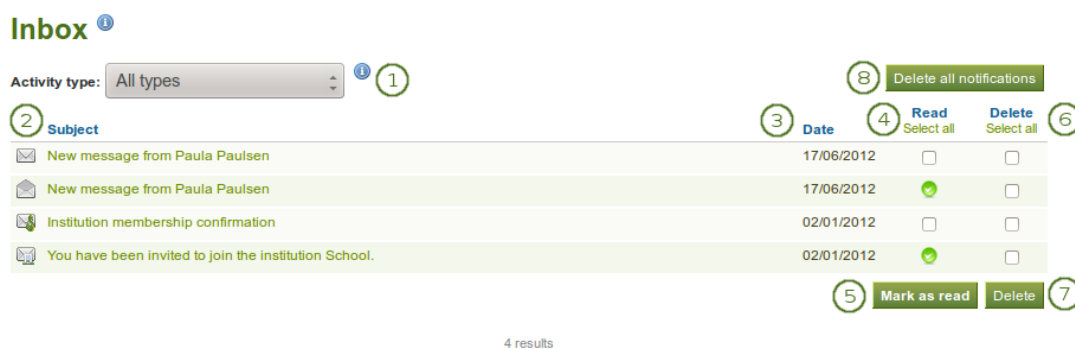 Inbox
Activity type: All types 1 8 Delete all notifications
2 Subject 3 Date 4 Read Select all Delete Select all 6
New message from Paula Paulsen 17/06/2012
New message from Paula Paulsen 17/06/2012
Institution membership confirmation 02/01/2012
You have been invited to join the institution School. 02/01/2012
5 Mark as read Delete 7
4 results